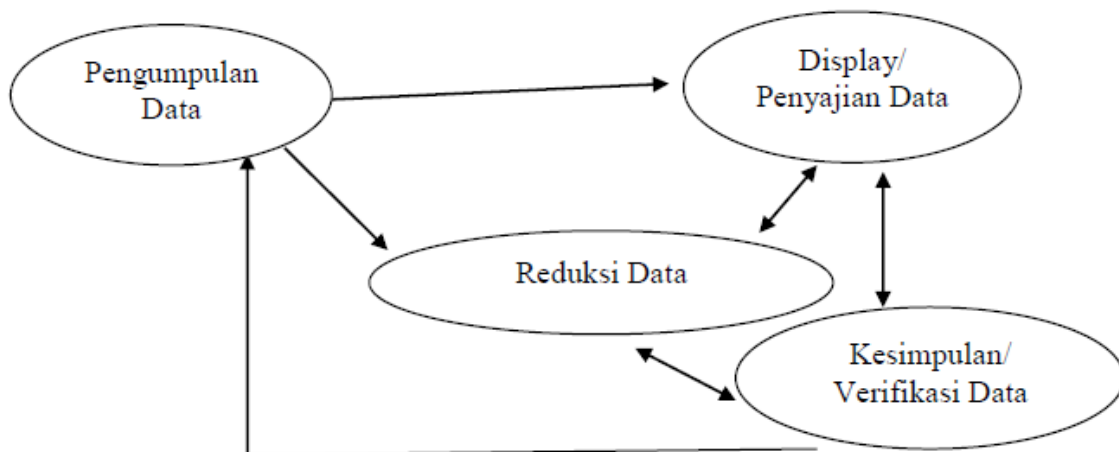 Pengumpulan
Data
Display/
Penyajian Data
Reduksi Data
Kesimpulan/
Verifikasi Data